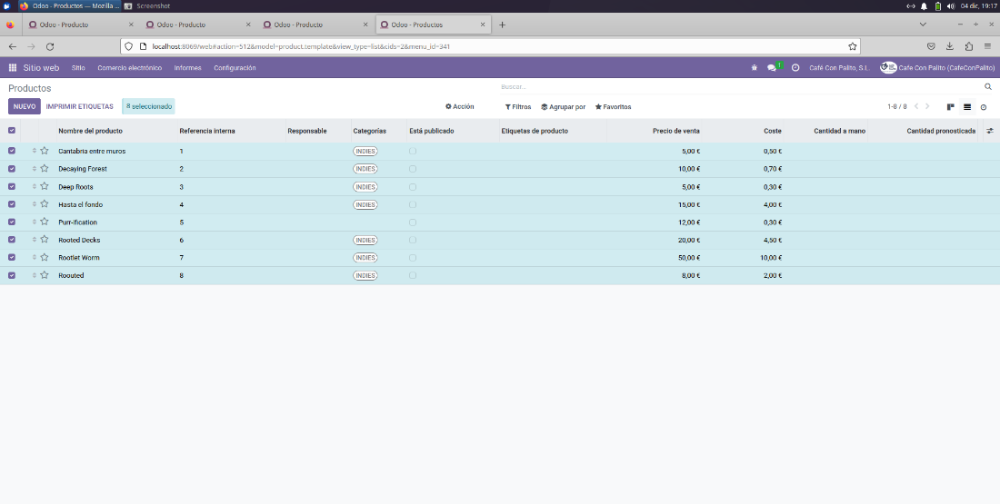 Odoo - Productos — Mozilla ... Screenshot 04 dic, 19:17
Odoo - Producto Odoo - Producto Odoo - Producto Odoo - Productos
localhost:8069/web#action=512&model=product.template&view_type=list&cids=2&menu_id=341
Sitio web Sitio Comercio electrónico Informes Configuración 1 Café Con Palito, S.L. Cafe Con Palito (CafeConPalito)
Productos Buscar...
NUEVO IMPRIMIR ETIQUETAS 8 seleccionado Acción Filtros Agrupar por Favoritos 1-8 / 8
Nombre del producto Referencia interna Responsable Categorías Está publicado Etiquetas de producto Precio de venta Coste Cantidad a mano Cantidad pronosticada
Cantabria entre muros 1 INDIES 5,00 € 0,50 €
Decaying Forest 2 INDIES 10,00 € 0,70 €
Deep Roots 3 INDIES 5,00 € 0,30 €
Hasta el fondo 4 INDIES 15,00 € 4,00 €
Purr-ification 5 12,00 € 0,30 €
Rooted Decks 6 INDIES 20,00 € 4,50 €
Rootlet Worm 7 INDIES 50,00 € 10,00 €
Roouted 8 INDIES 8,00 € 2,00 €